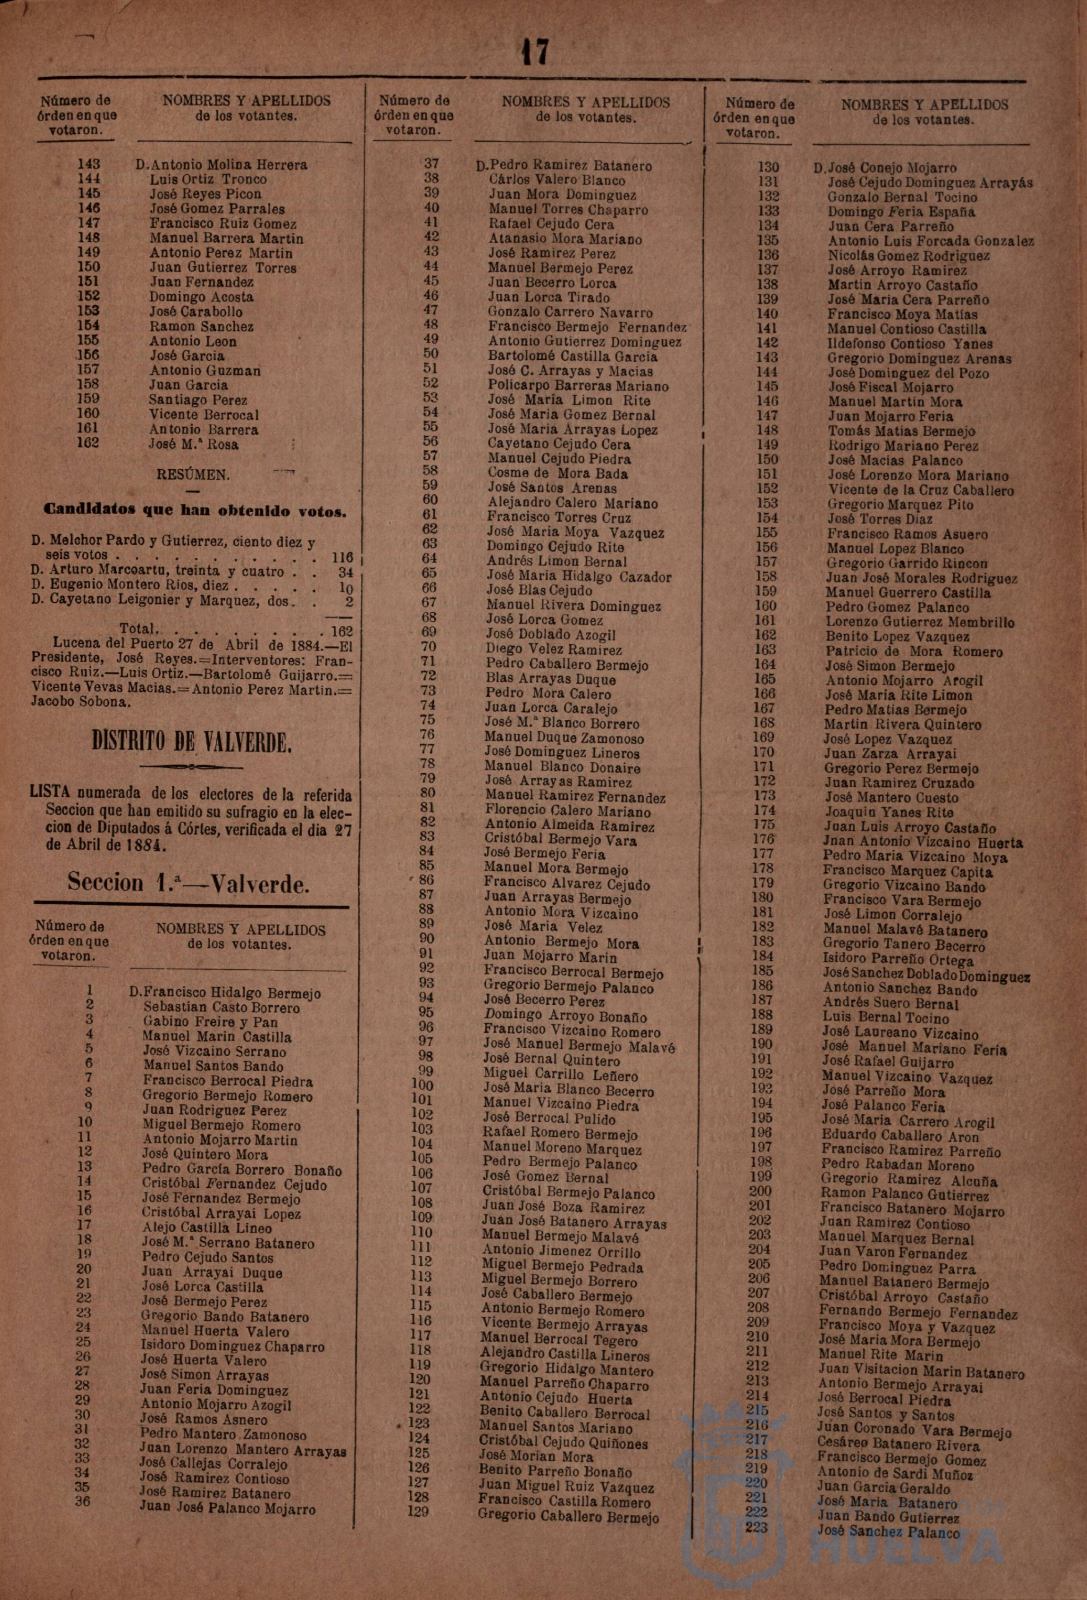 17
Número de órden en que votaron.
NOMBRES Y APELLIDOS de los votantes.
143 D. Antonio Molina Herrera
144 Luis Ortiz Tronco
145 José Reyes Picon
146 José Gomez Parrales
147 Francisco Ruiz Gomez
148 Manuel Barrera Martin
149 Antonio Perez Martin
150 Juan Gutierrez Torres
151 Juan Fernandez
152 Domingo Acosta
153 José Carabollo
154 Ramon Sanchez
155 Antonio Leon
156 José Garcia
157 Antonio Guzman
158 Juan Garcia
159 Santiago Perez
160 Vicente Berrocal
161 Antonio Barrera
162 José M.ª Rosa
RESÚMEN.
Candidatos que han obtenido votos.
D. Melchor Pardo y Gutierrez, ciento diez y
seis votos . . . . . . . . . . 116
D. Arturo Marcoartu, treinta y cuatro . . 34
D. Eugenio Montero Rios, diez . . . . . 10
D. Cayetano Leigonier y Marquez, dos. . 2
Total. . . . . . . . . 162
Lucena del Puerto 27 de Abril de 1884.—El
Presidente, José Reyes.=Interventores: Fran-
cisco Ruiz.—Luis Ortiz.—Bartolomé Guijarro.=
Vicente Vevas Macias.=Antonio Perez Martin.=
Jacobo Sobona.
DISTRITO DE VALVERDE.
LISTA numerada de los electores de la referida
Seccion que han emitido su sufragio en la elec-
cion de Diputados á Córtes, verificada el dia 27
de Abril de 1884.
Seccion 1.ª—Valverde.
Número de órden en que votaron.
NOMBRES Y APELLIDOS de los votantes.
1 D. Francisco Hidalgo Bermejo
2 Sebastian Casto Borrero
3 Gabino Freire y Pan
4 Manuel Marin Castilla
5 José Vizcaino Serrano
6 Manuel Santos Bando
7 Francisco Berrocal Piedra
8 Gregorio Bermejo Romero
9 Juan Rodriguez Perez
10 Miguel Bermejo Romero
11 Antonio Mojarro Martin
12 José Quintero Mora
13 Pedro García Borrero Bonaño
14 Cristóbal Fernandez Cejudo
15 José Fernandez Bermejo
16 Cristóbal Arrayai Lopez
17 Alejo Castilla Lineo
18 José M.ª Serrano Batanero
19 Pedro Cejudo Santos
20 Juan Arrayai Duque
21 José Lorca Castilla
22 José Bermejo Perez
23 Gregorio Bando Batanero
24 Manuel Huerta Valero
25 Isidoro Dominguez Chaparro
26 José Huerta Valero
27 José Simon Arrayas
28 Juan Feria Dominguez
29 Antonio Mojarro Azogil
30 José Ramos Asnero
31 Pedro Mantero Zamonoso
32 Juan Lorenzo Mantero Arrayas
33 José Callejas Corralejo
34 José Ramirez Contioso
35 José Ramirez Batanero
36 Juan José Palanco Mojarro
Número de órden en que votaron.
NOMBRES Y APELLIDOS de los votantes.
37 D. Pedro Ramirez Batanero
38 Cárlos Valero Blanco
39 Juan Mora Dominguez
40 Manuel Torres Chaparro
41 Rafael Cejudo Cera
42 Atanasio Mora Mariano
43 José Ramirez Perez
44 Manuel Bermejo Perez
45 Juan Becerro Lorca
46 Juan Lorca Tirado
47 Gonzalo Carrero Navarro
48 Francisco Bermejo Fernandez
49 Antonio Gutierrez Dominguez
50 Bartolomé Castilla Garcia
51 José C. Arrayas y Macias
52 Policarpo Barreras Mariano
53 José Maria Limon Rite
54 José Maria Gomez Bernal
55 José Maria Arrayas Lopez
56 Cayetano Cejudo Cera
57 Manuel Cejudo Piedra
58 Cosme de Mora Bada
59 José Santos Arenas
60 Alejandro Calero Mariano
61 Francisco Torres Cruz
62 José Maria Moya Vazquez
63 Domingo Cejudo Rite
64 Andrés Limon Bernal
65 José Maria Hidalgo Cazador
66 José Blas Cejudo
67 Manuel Rivera Dominguez
68 José Lorca Gomez
69 José Doblado Azogil
70 Diego Velez Ramirez
71 Pedro Caballero Bermejo
72 Blas Arrayas Duque
73 Pedro Mora Calero
74 Juan Lorca Caralejo
75 José M.ª Blanco Borrero
76 Manuel Duque Zamonoso
77 José Dominguez Lineros
78 Manuel Blanco Donaire
79 José Arrayas Ramirez
80 Manuel Ramirez Fernandez
81 Florencio Calero Mariano
82 Antonio Almeida Ramirez
83 Cristóbal Bermejo Vara
84 José Bermejo Feria
85 Manuel Mora Bermejo
86 Francisco Alvarez Cejudo
87 Juan Arrayas Bermejo
88 Antonio Mora Vizcaino
89 José Maria Velez
90 Antonio Bermejo Mora
91 Juan Mojarro Marin
92 Francisco Berrocal Bermejo
93 Gregorio Bermejo Palanco
94 José Becerro Perez
95 Domingo Arroyo Bonaño
96 Francisco Vizcaino Romero
97 José Manuel Bermejo Malavé
98 José Bernal Quintero
99 Miguel Carrillo Leñero
100 José Maria Blanco Becerro
101 Manuel Vizcaino Piedra
102 José Berrocal Pulido
103 Rafael Romero Bermejo
104 Manuel Moreno Marquez
105 Pedro Bermejo Palanco
106 José Gomez Bernal
107 Cristóbal Bermejo Palanco
108 Juan José Boza Ramirez
109 Juan José Batanero Arrayas
110 Manuel Bermejo Malavé
111 Antonio Jimenez Orrillo
112 Miguel Bermejo Pedrada
113 Miguel Bermejo Borrero
114 José Caballero Bermejo
115 Antonio Bermejo Romero
116 Vicente Bermejo Arrayas
117 Manuel Berrocal Tegero
118 Alejandro Castilla Lineros
119 Gregorio Hidalgo Mantero
120 Manuel Parreño Chaparro
121 Antonio Cejudo Huerta
122 Benito Caballero Berrocal
123 Manuel Santos Mariano
124 Cristóbal Cejudo Quiñones
125 José Morian Mora
126 Benito Parreño Bonaño
127 Juan Miguel Ruiz Vazquez
128 Francisco Castilla Romero
129 Gregorio Caballero Bermejo
Número de órden en que votaron.
NOMBRES Y APELLIDOS de los votantes.
130 D. José Conejo Mojarro
131 José Cejudo Dominguez Arrayás
132 Gonzalo Bernal Tocino
133 Domingo Feria España
134 Juan Cera Parreño
135 Antonio Luis Forcada Gonzalez
136 Nicolás Gomez Rodriguez
137 José Arroyo Ramirez
138 Martin Arroyo Castaño
139 José Maria Cera Parreño
140 Francisco Moya Matías
141 Manuel Contioso Castilla
142 Ildefonso Contioso Yanes
143 Gregorio Dominguez Arenas
144 José Dominguez del Pozo
145 José Fiscal Mojarro
146 Manuel Martin Mora
147 Juan Mojarro Feria
148 Tomás Matias Bermejo
149 Rodrigo Mariano Perez
150 José Macias Palanco
151 José Lorenzo Mora Mariano
152 Vicente de la Cruz Caballero
153 Gregorio Marquez Pito
154 José Torres Diaz
155 Francisco Ramos Asuero
156 Manuel Lopez Blanco
157 Gregorio Garrido Rincon
158 Juan José Morales Rodriguez
159 Manuel Guerrero Castilla
160 Pedro Gomez Palanco
161 Lorenzo Gutierrez Membrillo
162 Benito Lopez Vazquez
163 Patricio de Mora Romero
164 José Simon Bermejo
165 Antonio Mojarro Arogil
166 José Maria Rite Limon
167 Pedro Matias Bermejo
168 Martin Rivera Quintero
169 José Lopez Vazquez
170 Juan Zarza Arrayai
171 Gregorio Perez Bermejo
172 Juan Ramirez Cruzado
173 José Mantero Cuesto
174 Joaquin Yanes Rite
175 Juan Luis Arroyo Castaño
176 Jnan Antonio Vizcaino Huerta
177 Pedro Maria Vizcaino Moya
178 Francisco Marquez Capita
179 Gregorio Vizcaino Bando
180 Francisco Vara Bermejo
181 José Limon Corralejo
182 Manuel Malavé Batanero
183 Gregorio Tanero Becerro
184 Isidoro Parreño Ortega
185 José Sanchez Doblado Dominguez
186 Antonio Sanchez Bando
187 Andrés Suero Bernal
188 Luis Bernal Tocino
189 José Laureano Vizcaino
190 José Manuel Mariano Feria
191 José Rafael Guijarro
192 Manuel Vizcaino Vazquez
193 José Parreño Mora
194 José Palanco Feria
195 José Maria Carrero Arogil
196 Eduardo Caballero Aron
197 Francisco Ramirez Parreño
198 Pedro Rabadan Moreno
199 Gregorio Ramirez Alcuña
200 Ramon Palanco Gutierrez
201 Francisco Batanero Mojarro
202 Juan Ramirez Contioso
203 Manuel Marquez Bernal
204 Juan Varon Fernandez
205 Pedro Dominguez Parra
206 Manuel Batanero Bermejo
207 Cristóbal Arroyo Castaño
208 Fernando Bermejo Fernandez
209 Francisco Moya y Vazquez
210 José Maria Mora Bermejo
211 Manuel Rite Marin
212 Juan Visitacion Marin Batanero
213 Antonio Bermejo Arrayai
214 José Berrocal Piedra
215 José Santos y Santos
216 Juan Coronado Vara Bermejo
217 Cesáreo Batanero Rivera
218 Francisco Bermejo Gomez
219 Antonio de Sardi Muñoz
220 Juan Garcia Geraldo
221 José Maria Batanero
222 Juan Bando Gutierrez
223 José Sanchez Palanco
HUELVA